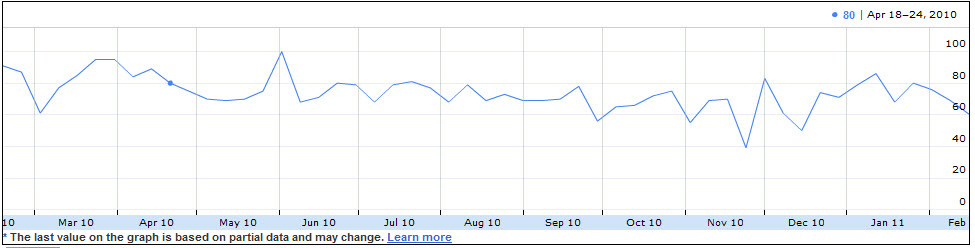 80 | Apr 18–24, 2010
100
80
60
40
20
0
10 Mar 10 Apr 10 May 10 Jun 10 Jul 10 Aug 10 Sep 10 Oct 10 Nov 10 Dec 10 Jan 11 Feb
* The last value on the graph is based on partial data and may change. Learn more